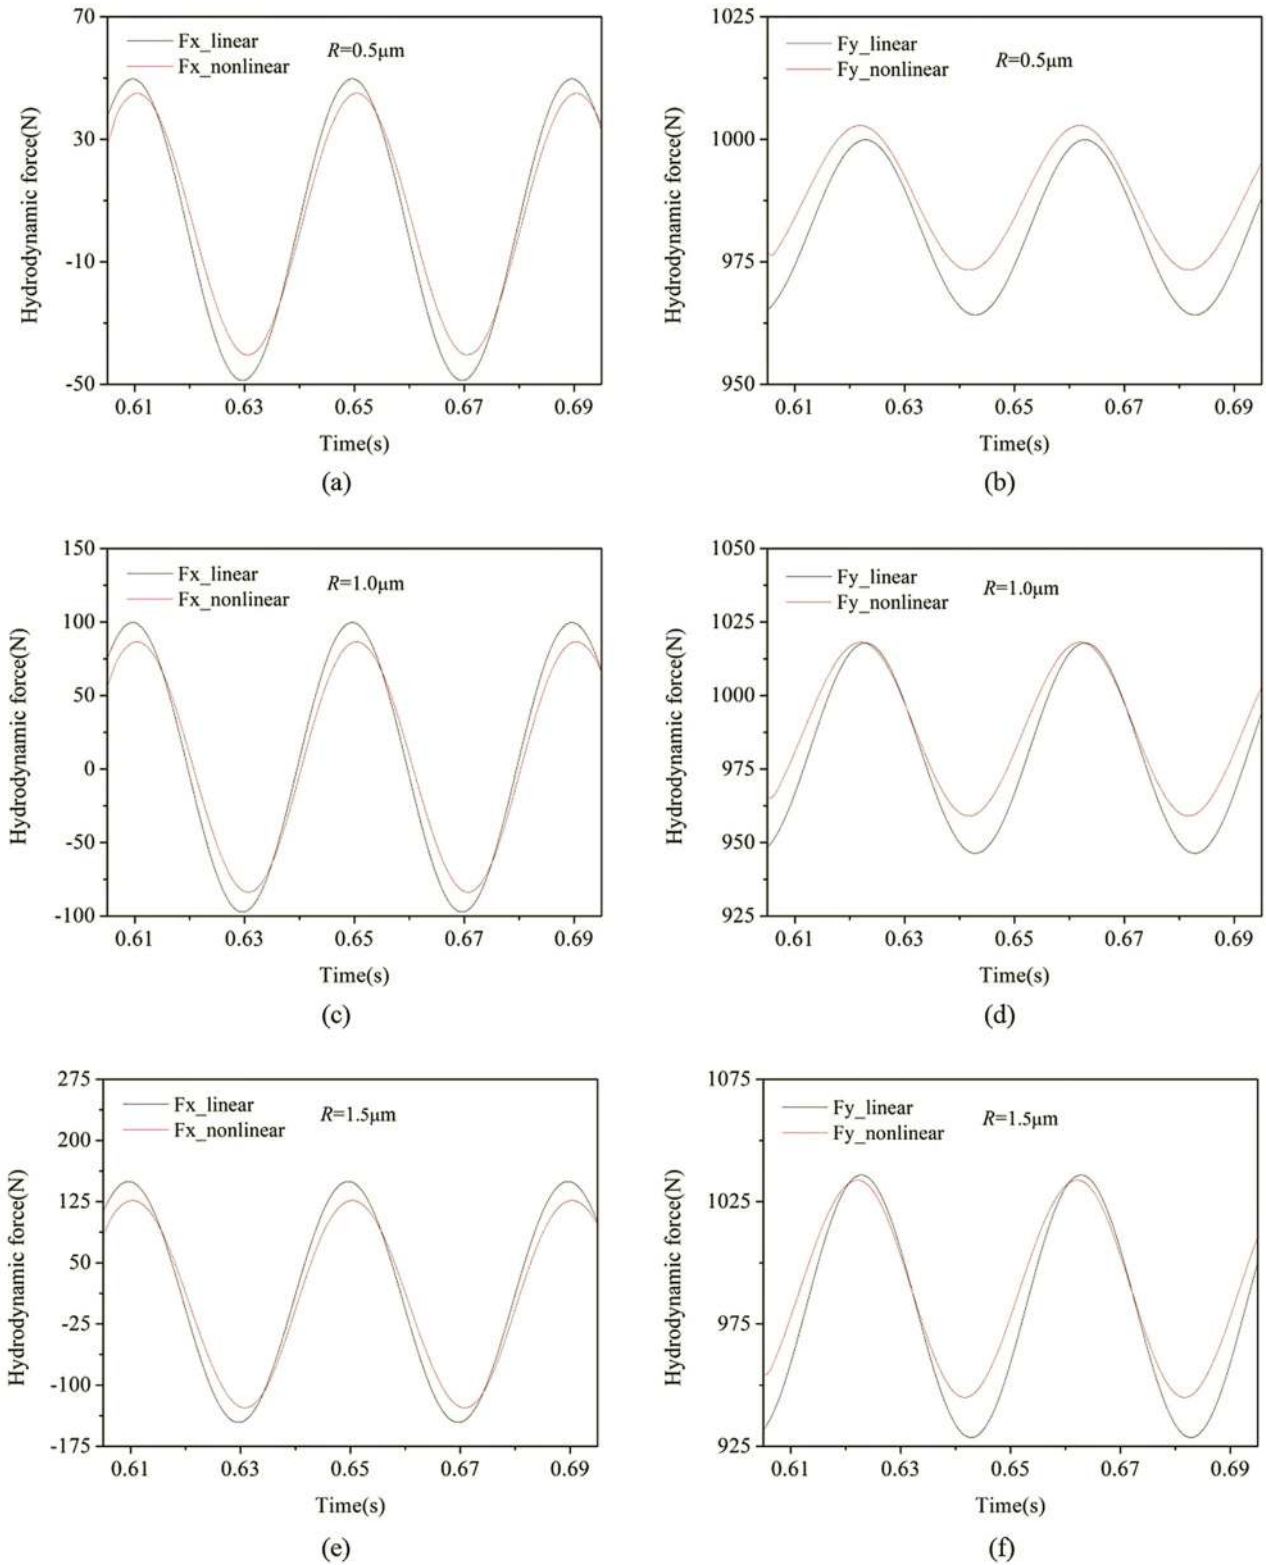 70
30
-10
-50
Hydrodynamic force(N)
Fx_linear
Fx_nonlinear
R=0.5μm
0.61 0.63 0.65 0.67 0.69
Time(s)
(a)
1025
1000
975
950
Hydrodynamic force(N)
Fy_linear
Fy_nonlinear
R=0.5μm
0.61 0.63 0.65 0.67 0.69
Time(s)
(b)
150
100
50
0
-50
-100
Hydrodynamic force(N)
Fx_linear
Fx_nonlinear
R=1.0μm
0.61 0.63 0.65 0.67 0.69
Time(s)
(c)
1050
1025
1000
975
950
925
Hydrodynamic force(N)
Fy_linear
Fy_nonlinear
R=1.0μm
0.61 0.63 0.65 0.67 0.69
Time(s)
(d)
275
200
125
50
-25
-100
-175
Hydrodynamic force(N)
Fx_linear
Fx_nonlinear
R=1.5μm
0.61 0.63 0.65 0.67 0.69
Time(s)
(e)
1075
1025
975
925
Hydrodynamic force(N)
Fy_linear
Fy_nonlinear
R=1.5μm
0.61 0.63 0.65 0.67 0.69
Time(s)
(f)